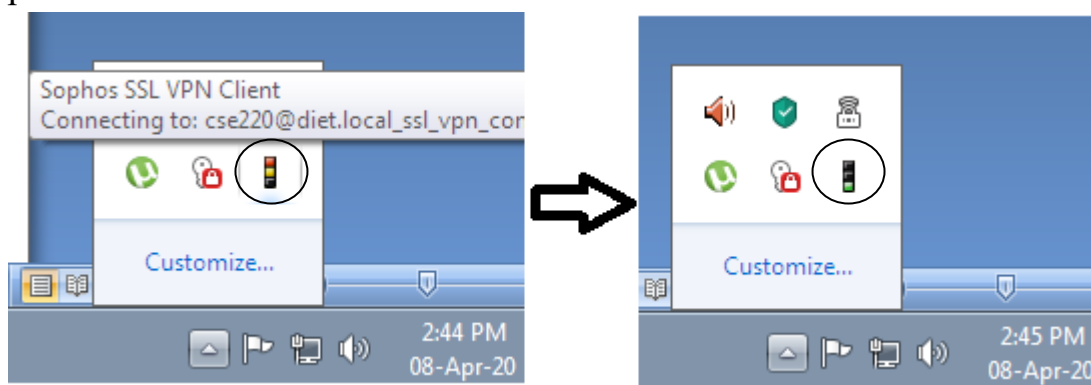 Sophos SSL VPN Client
Connecting to: cse220@diet.local_ssl_vpn_con
Customize...
2:44 PM
08-Apr-20
Customize...
2:45 PM
08-Apr-20